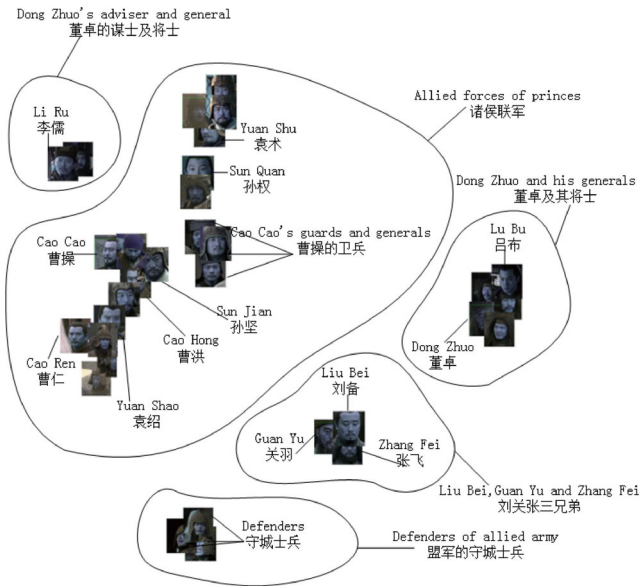 Dong Zhuo's adviser and general
董卓的谋士及将士
Li Ru
李儒
Yuan Shu
袁术
Allied forces of princes
诸侯联军
Sun Quan
孙权
Dong Zhuo and his generals
董卓及其将士
Cao Cao's guards and generals
曹操的卫兵
Lu Bu
吕布
Cao Cao
曹操
Sun Jian
孙坚
Cao Hong
曹洪
Dong Zhuo
董卓
Cao Ren
曹仁
Yuan Shao
袁绍
Liu Bei
刘备
Guan Yu
关羽
Zhang Fei
张飞
Liu Bei,Guan Yu and Zhang Fei
刘关张三兄弟
Defenders
守城士兵
Defenders of allied army
盟军的守城士兵